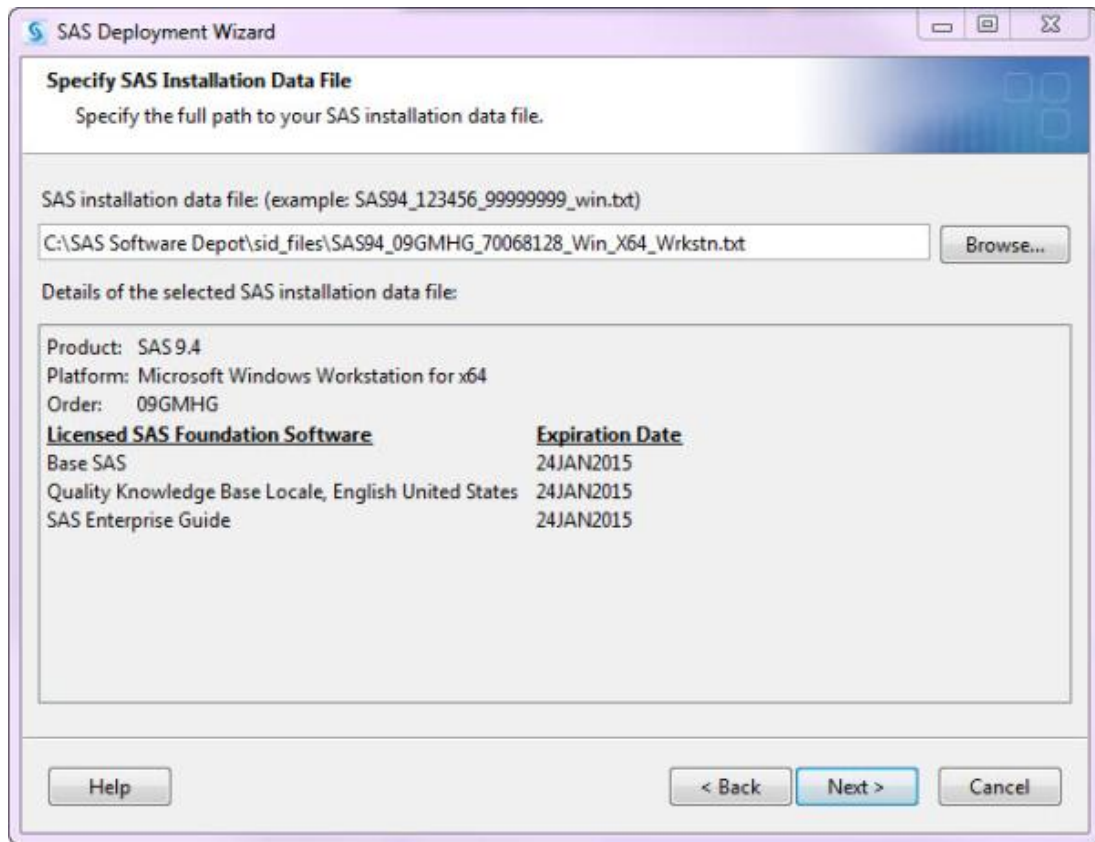 SAS Deployment Wizard
Specify SAS Installation Data File
Specify the full path to your SAS installation data file.
SAS installation data file: (example: SAS94_123456_99999999_win.txt)
C:\SAS Software Depot\sid_files\SAS94_09GMHG_70068128_Win_X64_Wrkstn.txt Browse...
Details of the selected SAS installation data file:
Product: SAS 9.4
Platform: Microsoft Windows Workstation for x64
Order: 09GMHG
Licensed SAS Foundation Software Expiration Date
Base SAS 24JAN2015
Quality Knowledge Base Locale, English United States 24JAN2015
SAS Enterprise Guide 24JAN2015
Help < Back Next > Cancel